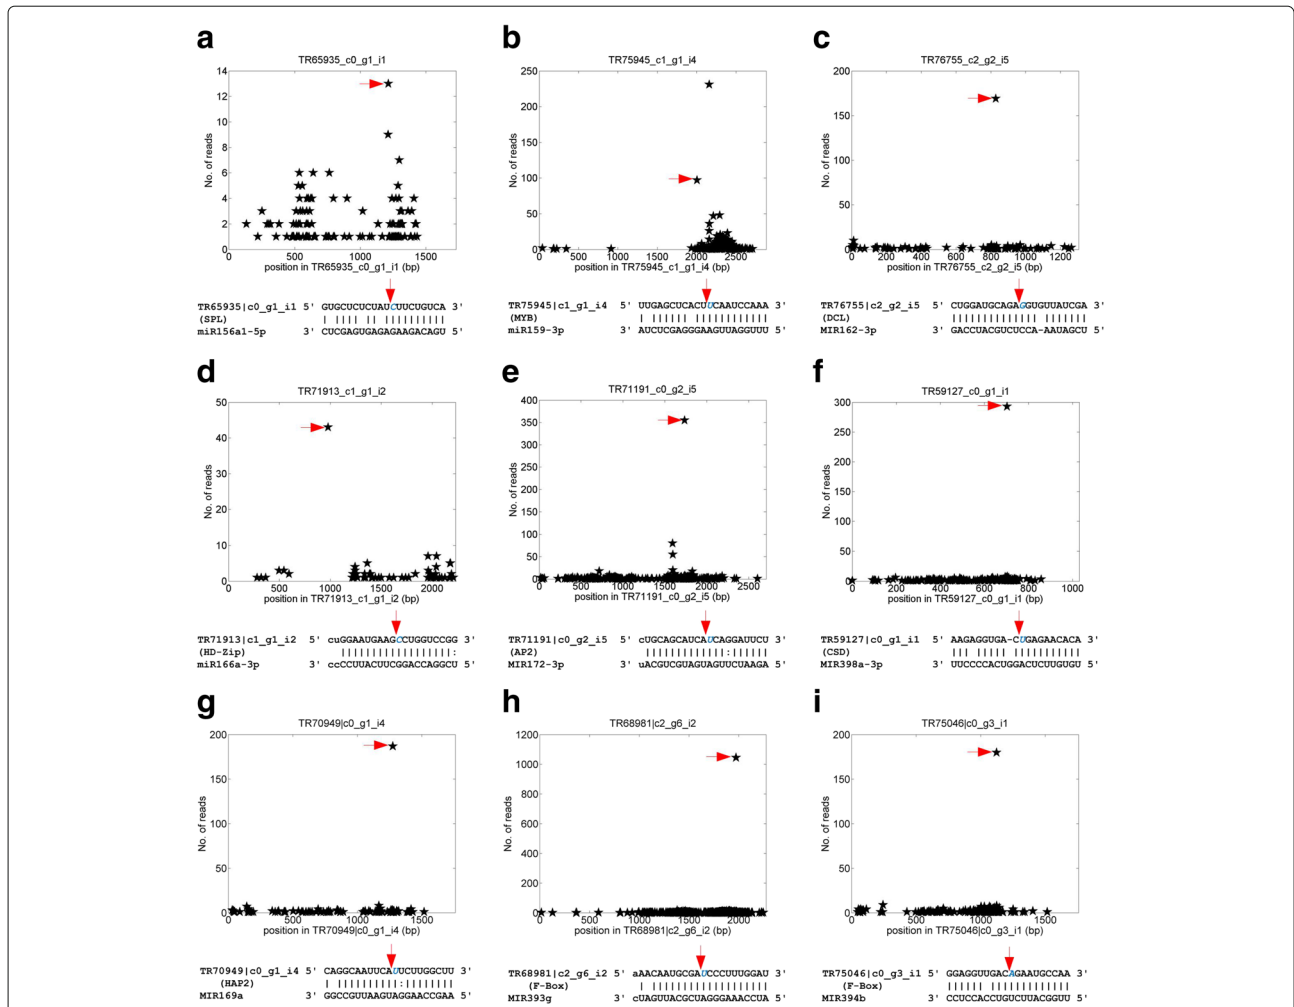 a
TR65935_c0_g1_i1
14
12
10
8
6
4
2
0
No. of reads
0 500 1000 1500
position in TR65935_c0_g1_i1 (bp)
TR65935|c0_g1_i1 5' GUGCUCUCUAUCUUCUGUCA 3'
(SPL)
miR156a1-5p 3' CUCGAGUGAGAGAAGACAGU 5'
b
TR75945_c1_g1_i4
250
200
150
100
50
0
No. of reads
0 500 1000 1500 2000 2500
position in TR75945_c1_g1_i4 (bp)
TR75945|c1_g1_i4 5' UUGAGCUCACUUUCAAUCCAAA 3'
(MYB)
miR159-3p 3' AUCUCGAGGGAAGUUAGGUUU 5'
c
TR76755_c2_g2_i5
200
150
100
50
0
No. of reads
0 200 400 600 800 1000 1200
position in TR76755_c2_g2_i5 (bp)
TR76755|c2_g2_i5 5' CUGGAUGCAGAGGUGUUAUCGA 3'
(DCL)
MIR162-3p 3' GACCUACGUCUCCA-AAUAGCU 5'
d
TR71913_c1_g1_i2
50
40
30
20
10
0
No. of reads
0 500 1000 1500 2000
position in TR71913_c1_g1_i2 (bp)
TR71913|c1_g1_i2 5' cuGGAAUGAAGCCUGGUCCGG 3'
(HD-Zip)
miR166a-3p 3' ccCCUUACUUCGGACCAGGCU 5'
e
TR71191_c0_g2_i5
400
350
300
250
200
150
100
50
0
No. of reads
0 500 1000 1500 2000 2500
position in TR71191_c0_g2_i5 (bp)
TR71191|c0_g2_i5 5' cUGCAGCAUCAUCAGGAUUCU 3'
(AP2)
MIR172-3p 3' uACGUCGUAGUAGUUCUAAGA 5'
f
TR59127_c0_g1_i1
300
250
200
150
100
50
0
No. of reads
0 200 400 600 800 1000
position in TR59127_c0_g1_i1 (bp)
TR59127|c0_g1_i1 5' AAGAGGUGA-CUGAGAACACA 3'
(CSD)
MIR398a-3p 3' UUCCCCACUGGACUCUUGUGU 5'
g
TR70949|c0_g1_i4
200
150
100
50
0
No. of reads
0 500 1000 1500
position in TR70949|c0_g1_i4 (bp)
TR70949|c0_g1_i4 5' CAGGCAAUUCAUUCUUGGCUU 3'
(HAP2)
MIR169a 3' GGCCGUUAAGUAGGAACCGAA 5'
h
TR68981|c2_g6_i2
1200
1000
800
600
400
200
0
No. of reads
0 500 1000 1500 2000
position in TR68981|c2_g6_i2 (bp)
TR68981|c2_g6_i2 5' aAACAAUGCGAUCCCUUUGGAU 3'
(F-Box)
MIR393g 3' cUAGUUACGCUAGGGAAACCUA 5'
i
TR75046|c0_g3_i1
200
150
100
50
0
No. of reads
0 500 1000 1500
position in TR75046|c0_g3_i1 (bp)
TR75046|c0_g3_i1 5' GGAGGUUGACAGAAUGCCAA 3'
(F-Box)
MIR394b 3' CCUCCACCUGUCUUACGGUU 5'